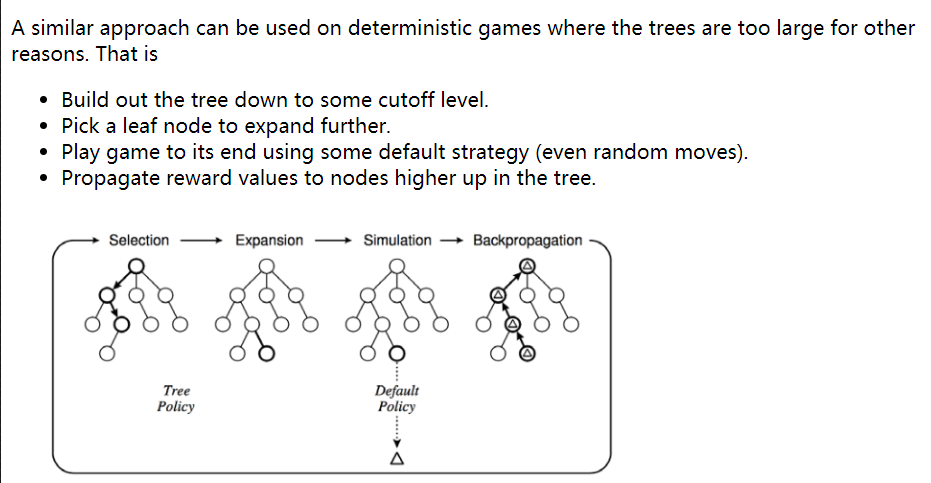 A similar approach can be used on deterministic games where the trees are too large for other
reasons. That is
• Build out the tree down to some cutoff level.
• Pick a leaf node to expand further.
• Play game to its end using some default strategy (even random moves).
• Propagate reward values to nodes higher up in the tree.
Selection Expansion Simulation Backpropagation
Tree
Policy
Default
Policy